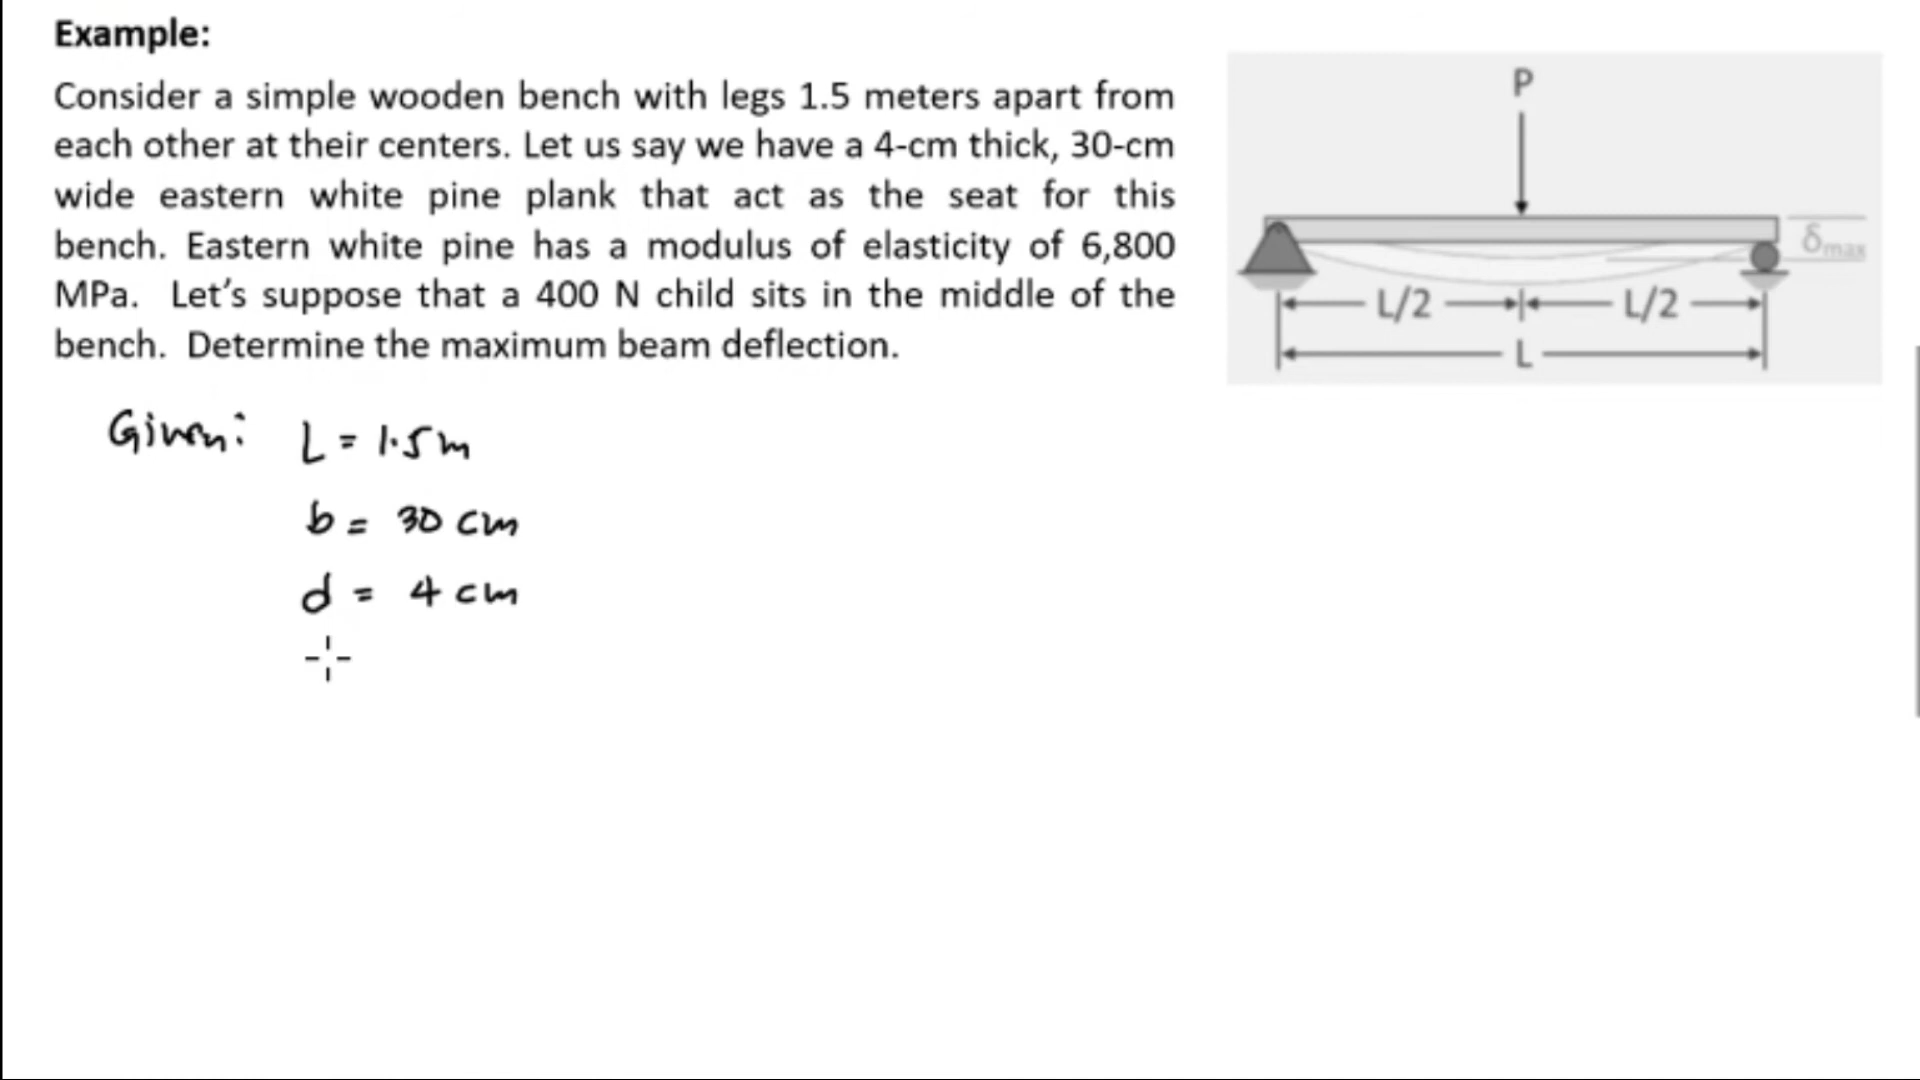 Example:
Consider a simple wooden bench with legs 1.5 meters apart from
each other at their centers. Let us say we have a 4-cm thick, 30-cm
wide eastern white pine plank that act as the seat for this
bench. Eastern white pine has a modulus of elasticity of 6,800
MPa. Let's suppose that a 400 N child sits in the middle of the
bench. Determine the maximum beam deflection.
P
δmax
L/2 L/2
L
Given: L = 1.5m
b = 30 cm
d = 4 cm